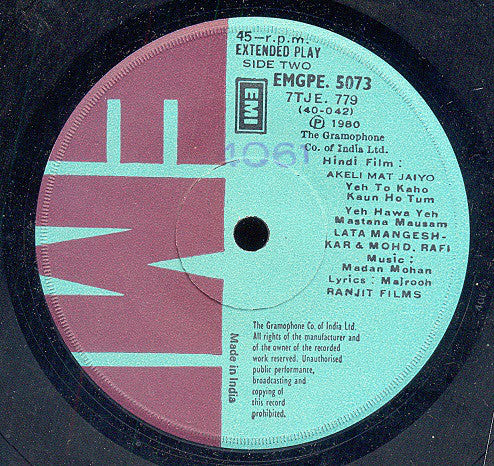 45-r.p.m.
EXTENDED PLAY
SIDE TWO
EMI
EMGPE. 5073
7TJE. 779
(40-042)
Ⓟ 1980
The Gramophone
Co. of India Ltd.
4061
Hindi Film :
AKELI MAT JAIYO
Yeh To Kaho
Kaun Ho Tum
Yeh Hawa Yeh
Mastana Mausam
LATA MANGESH-
KAR & MOHD. RAFI
Music :
Madan Mohan
Lyrics : Majrooh
RANJIT FILMS
EMI
Made in India
The Gramophone Co. of India Ltd.
All rights of the manufacturer and
of the owner of the recorded
work reserved. Unauthorised
public performance,
broadcasting and
copying of
this record
prohibited.